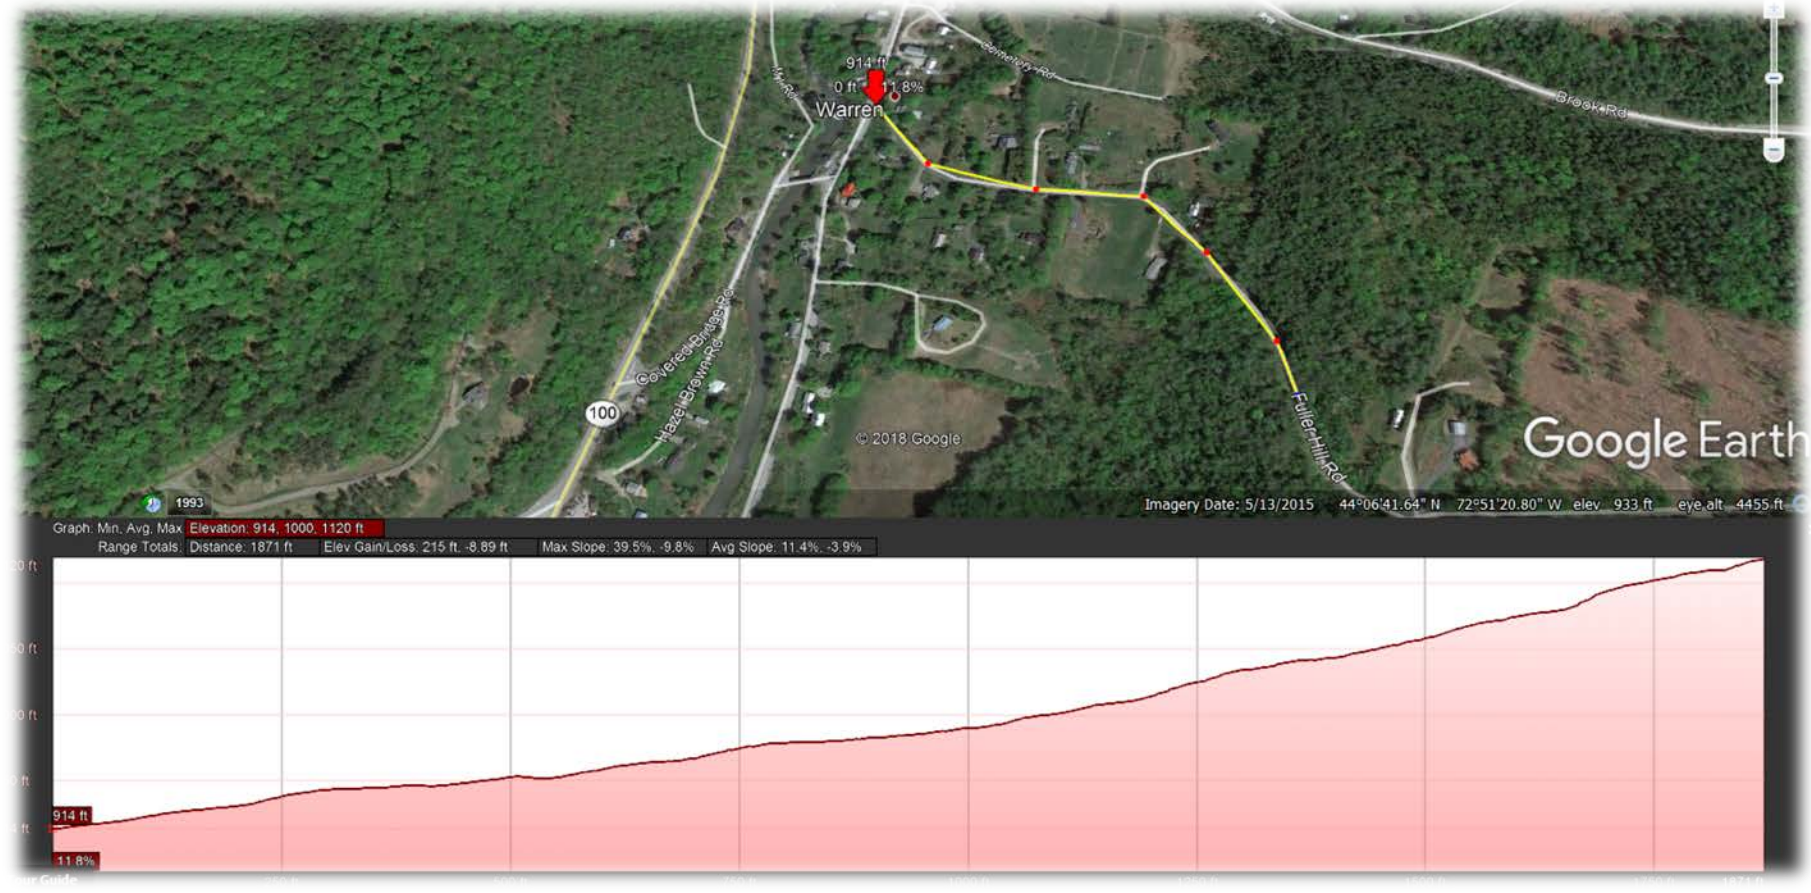 Cemetery Rd
914 ft
0 ft 11.8%
Warren
Brook Rd
Covered Bridge Rd
Hazel Brown Rd
100
Fuller Hill Rd
© 2018 Google
Google Earth
1993
Imagery Date: 5/13/2015 44°06'41.64" N 72°51'20.80" W elev 933 ft eye alt 4455 ft
Graph: Min, Avg, Max Elevation: 914, 1000, 1120 ft
Range Totals: Distance: 1871 ft Elev Gain/Loss: 215 ft, -8.89 ft Max Slope: 39.5%, -9.8% Avg Slope: 11.4%, -3.9%
914 ft
11.8%